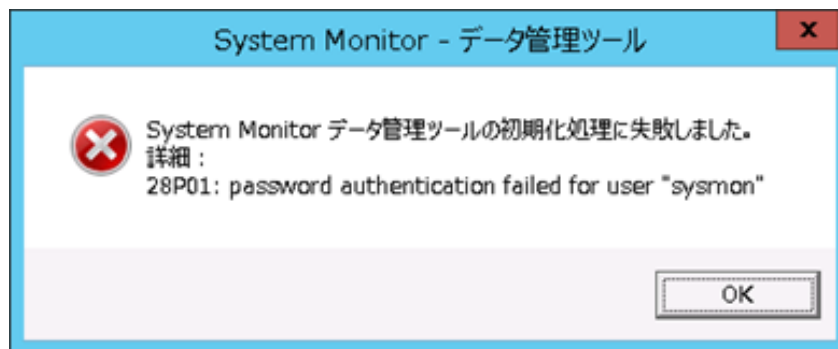 System Monitor - データ管理ツール
x
System Monitor データ管理ツールの初期化処理に失敗しました。
詳細：
28P01: password authentication failed for user "sysmon"
OK